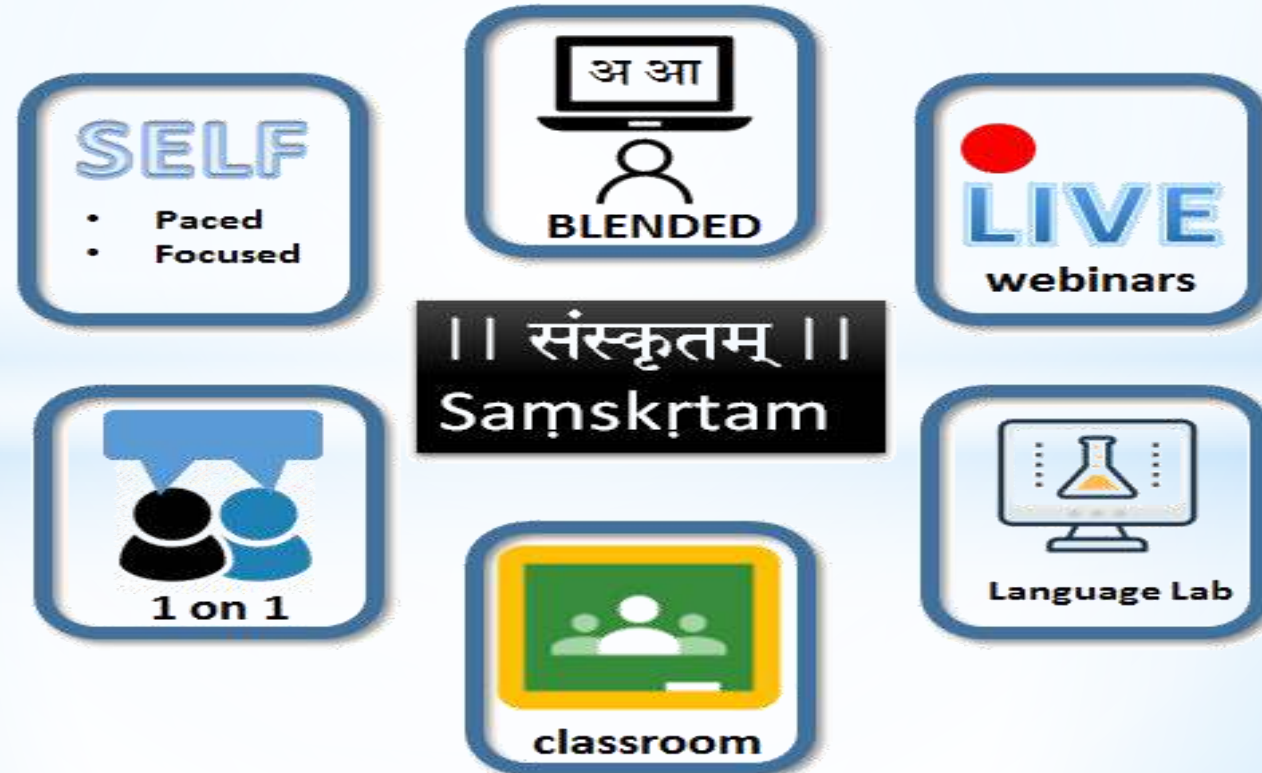 अ आ
BLENDED
SELF
• Paced
• Focused
LIVE
webinars
|| संस्कृतम् ||
Saṃskṛtam
1 on 1
Language Lab
classroom